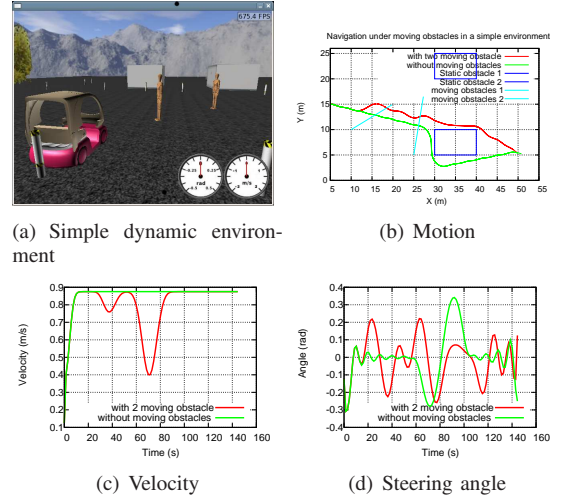 675.4 FPS
-0.25 0.25
rad
m/s
(a) Simple dynamic environ-
ment
Navigation under moving obstacles in a simple environment
with two moving obstacle
without moving obstacles
Static obstacle 1
Static obstacle 2
moving obstacles 1
moving obstacles 2
Y (m)
25
20
15
10
5
0
5 10 15 20 25 30 35 40 45 50 55
X (m)
(b) Motion
Velocity (m/s)
0.9
0.8
0.7
0.6
0.5
0.4
0.3
0.2
0.1
with 2 moving obstacle
without moving obstacles
0 20 40 60 80 100 120 140 160
Time (s)
(c) Velocity
Angle (rad)
0.4
0.3
0.2
0.1
0
-0.1
-0.2
-0.3
-0.4
with 2 moving obstacle
without moving obstacles
0 20 40 60 80 100 120 140 160
Time (s)
(d) Steering angle